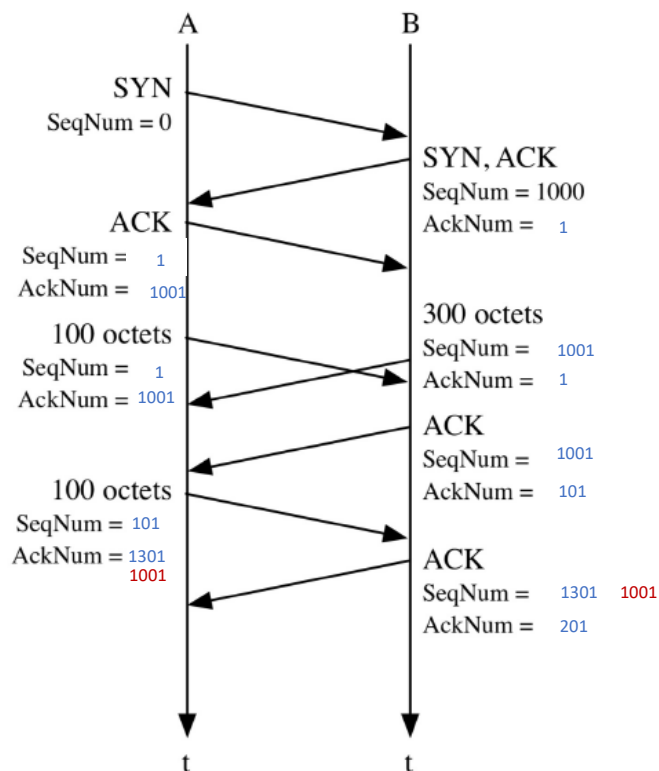 A
B
SYN
SeqNum = 0
SYN, ACK
SeqNum = 1000
AckNum = 1
ACK
SeqNum = 1
AckNum = 1001
300 octets
SeqNum = 1001
AckNum = 1
100 octets
SeqNum = 1
AckNum = 1001
ACK
SeqNum = 1001
AckNum = 101
100 octets
SeqNum = 101
AckNum = 1301
1001
ACK
SeqNum = 1301 1001
AckNum = 201
t
t